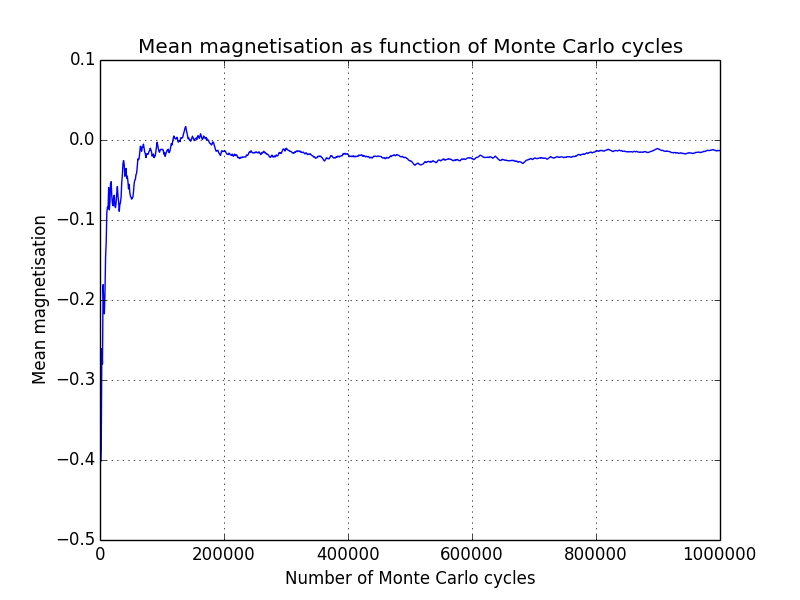 Mean magnetisation as function of Monte Carlo cycles
0.1
0.0
−0.1
−0.2
−0.3
−0.4
−0.5
Mean magnetisation
0 200000 400000 600000 800000 1000000
Number of Monte Carlo cycles